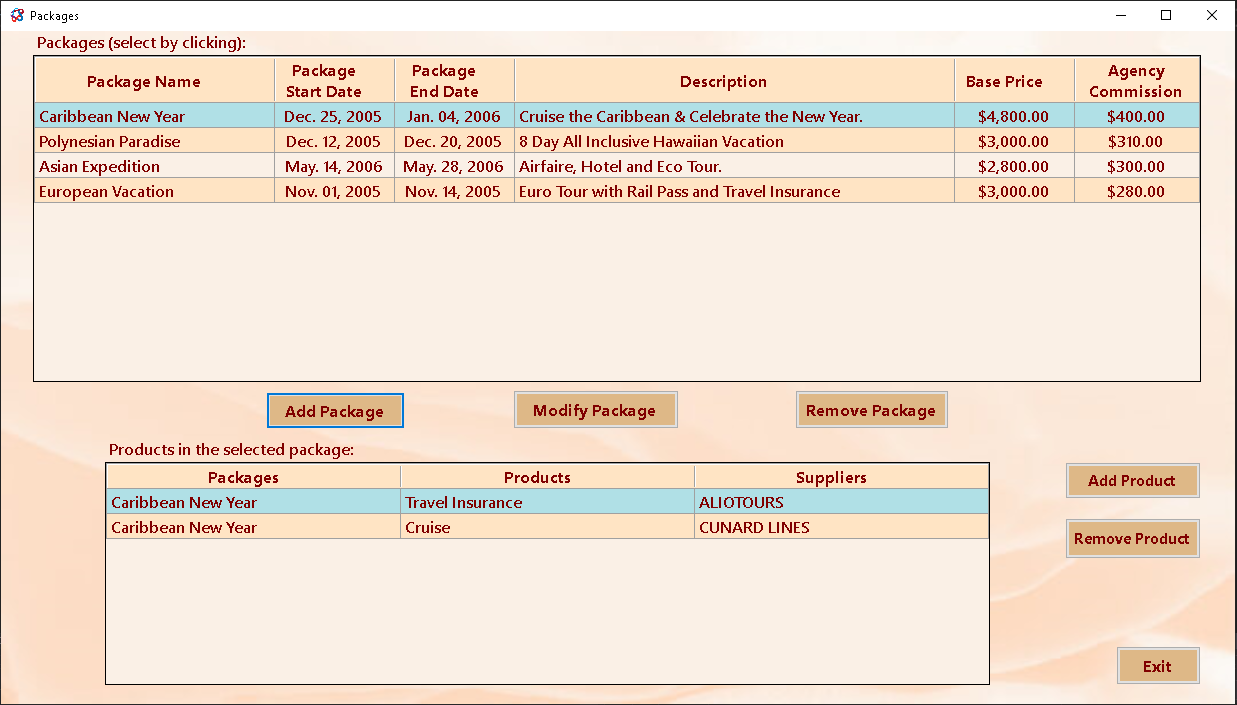 Packages
Packages (select by clicking):
Package Name Package Start Date Package End Date Description Base Price Agency Commission
Caribbean New Year Dec. 25, 2005 Jan. 04, 2006 Cruise the Caribbean & Celebrate the New Year. $4,800.00 $400.00
Polynesian Paradise Dec. 12, 2005 Dec. 20, 2005 8 Day All Inclusive Hawaiian Vacation $3,000.00 $310.00
Asian Expedition May. 14, 2006 May. 28, 2006 Airfaire, Hotel and Eco Tour. $2,800.00 $300.00
European Vacation Nov. 01, 2005 Nov. 14, 2005 Euro Tour with Rail Pass and Travel Insurance $3,000.00 $280.00
Add Package Modify Package Remove Package
Products in the selected package:
Packages Products Suppliers
Caribbean New Year Travel Insurance ALIOTOURS
Caribbean New Year Cruise CUNARD LINES
Add Product
Remove Product
Exit